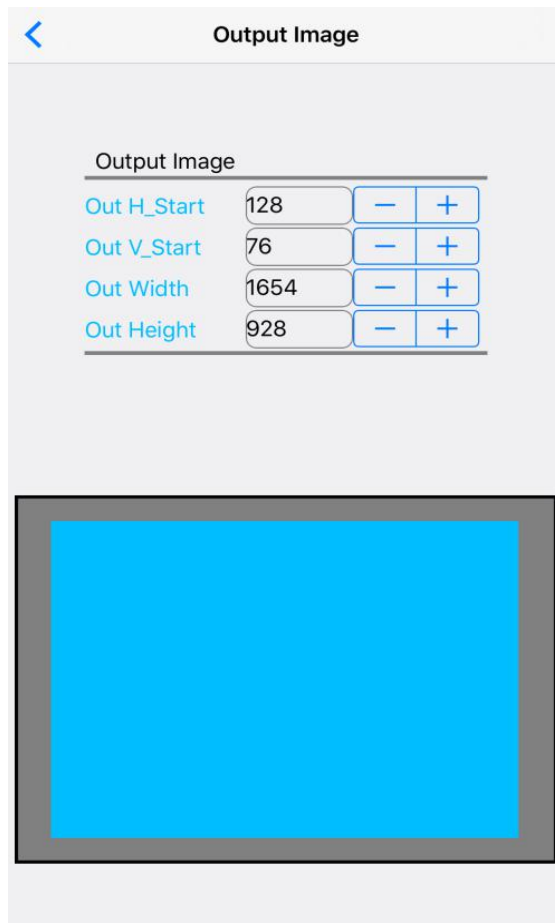 Output Image
Output Image
Out H_Start 128 − +
Out V_Start 76 − +
Out Width 1654 − +
Out Height 928 − +